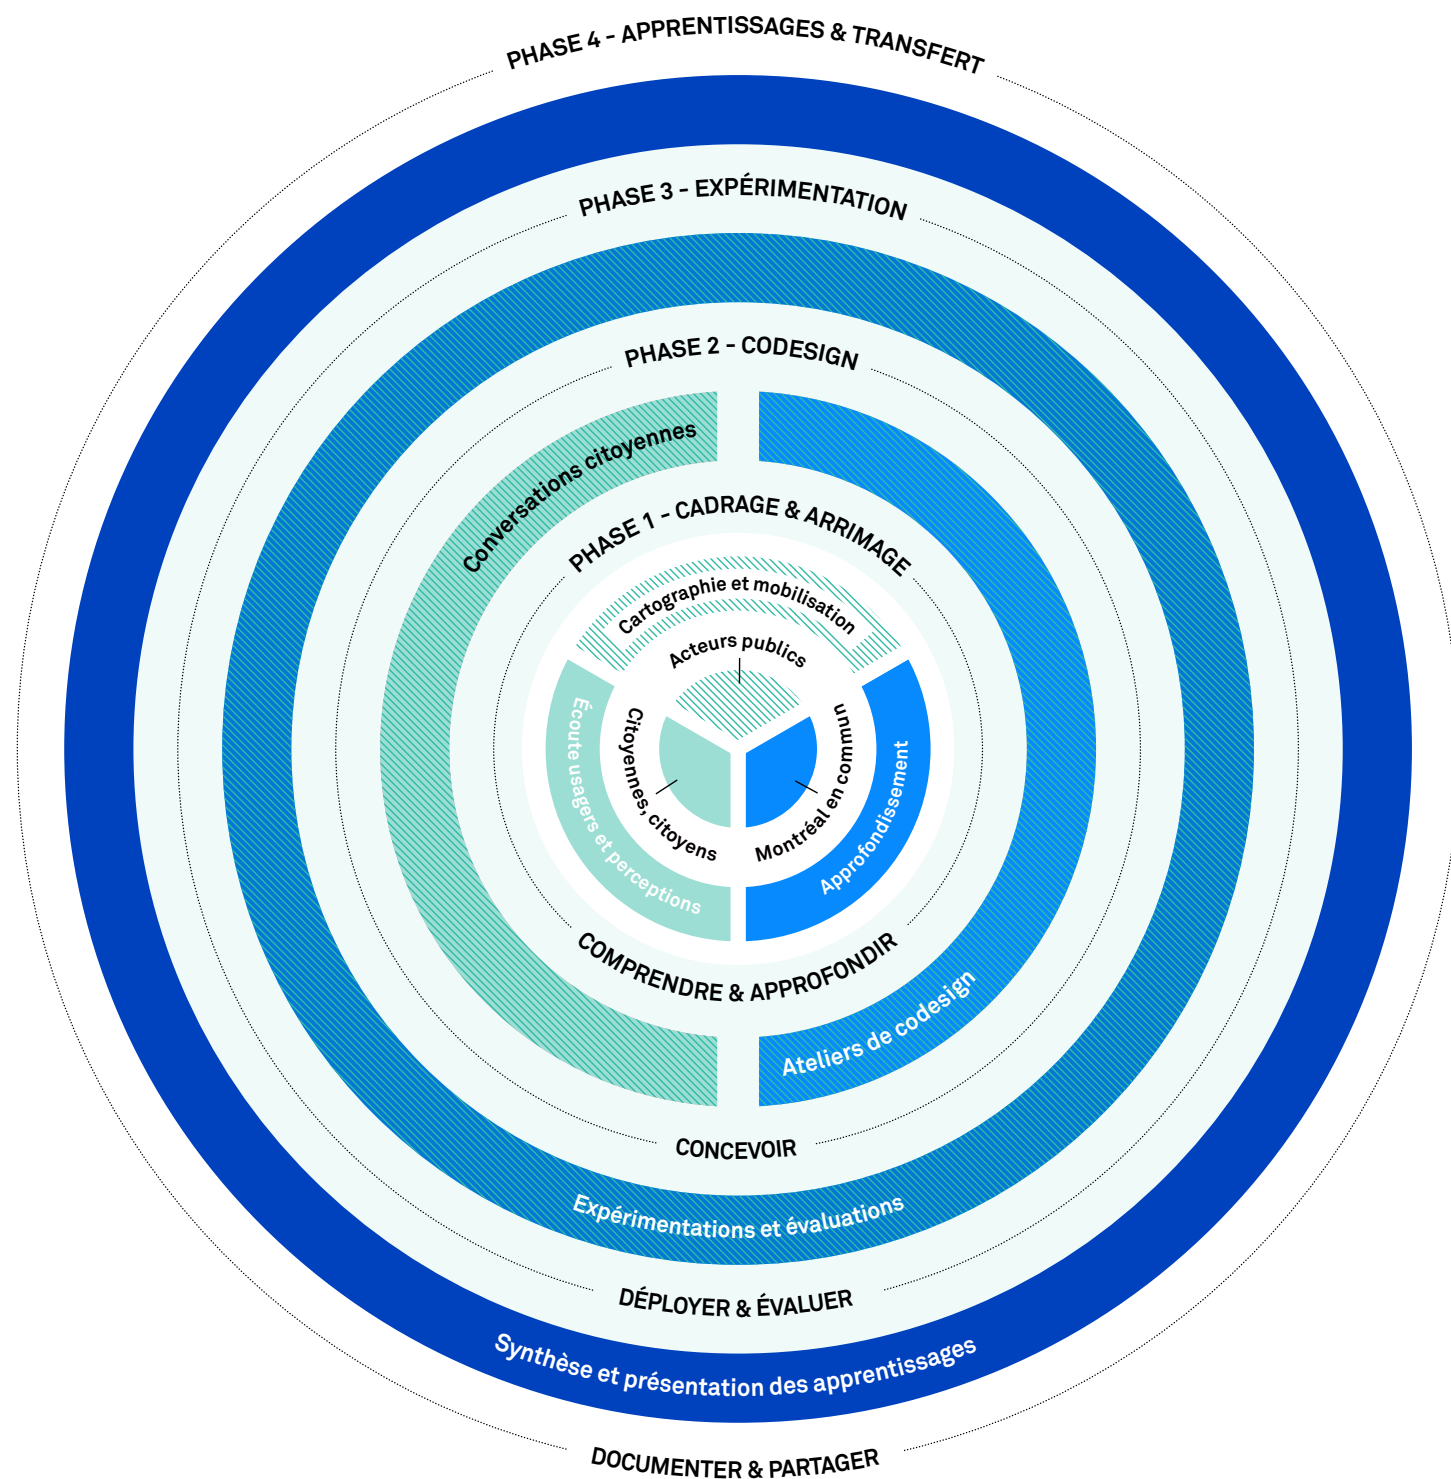 PHASE 4 - APPRENTISSAGES & TRANSFERT
PHASE 3 - EXPÉRIMENTATION
PHASE 2 - CODESIGN
Conversations citoyennes
PHASE 1 - CADRAGE & ARRIMAGE
Cartographie et mobilisation
Acteurs publics
Écoute usagers et perceptions
Citoyennes, citoyens
Montréal en commun
Approfondissement
COMPRENDRE & APPROFONDIR
Ateliers de codesign
CONCEVOIR
Expérimentations et évaluations
DÉPLOYER & ÉVALUER
Synthèse et présentation des apprentissages
DOCUMENTER & PARTAGER